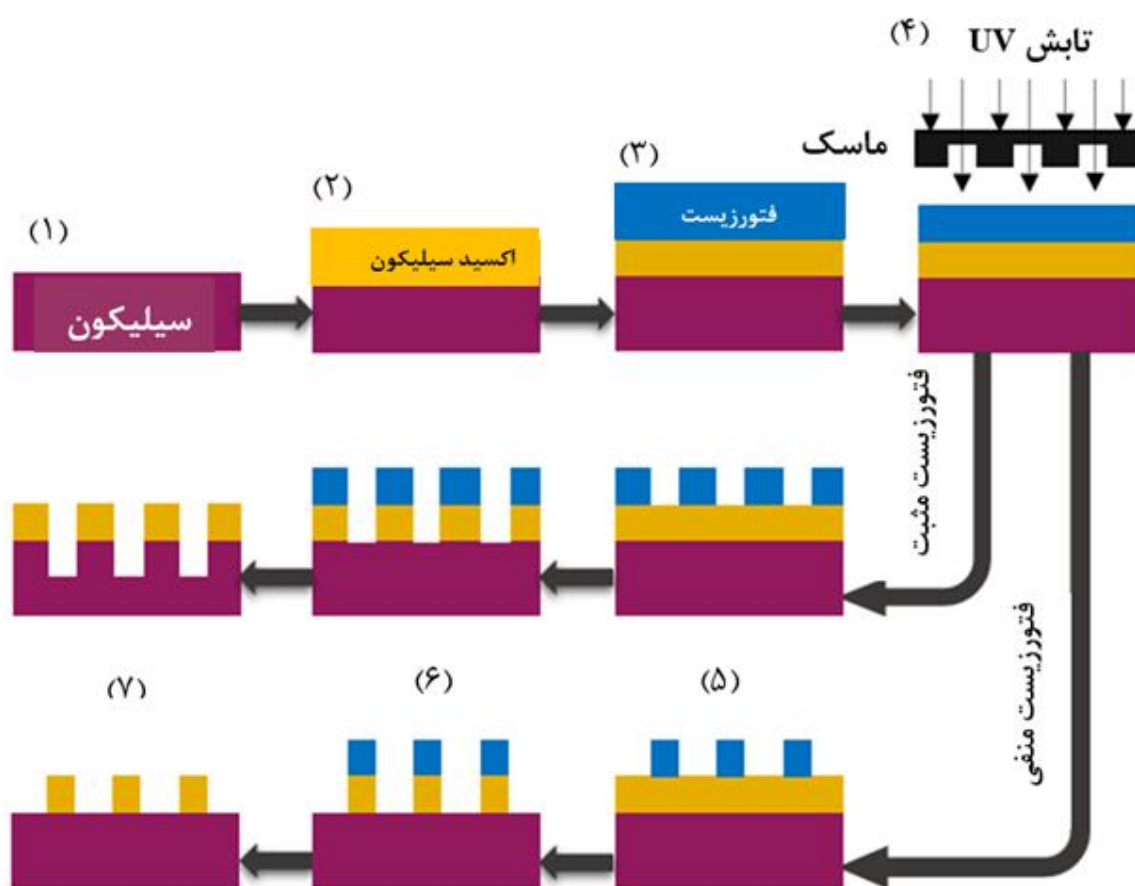 (۱)
سیلیکون
(۲)
اکسید سیلیکون
(۳)
فتورزیست
(۴)
تابش UV
ماسک
فتورزیست مثبت
فتورزیست منفی
(۵)
(۶)
(۷)